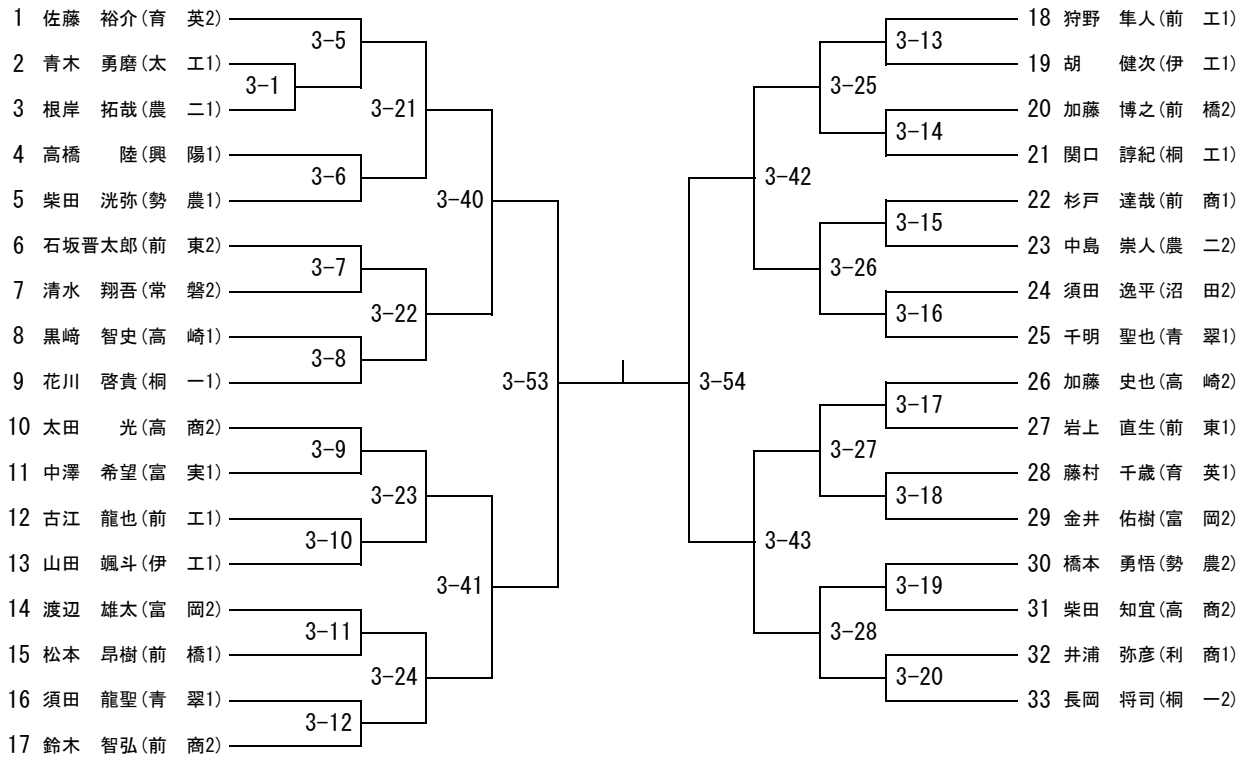 1 佐藤 裕介(育 英2)
2 青木 勇磨(太 工1)
3 根岸 拓哉(農 二1)
4 高橋 陸(興 陽1)
5 柴田 洸弥(勢 農1)
6 石坂晋太郎(前 東2)
7 清水 翔吾(常 磐2)
8 黒﨑 智史(高 崎1)
9 花川 啓貴(桐 一1)
10 太田 光(高 商2)
11 中澤 希望(富 実1)
12 古江 龍也(前 工1)
13 山田 颯斗(伊 工1)
14 渡辺 雄太(富 岡2)
15 松本 昂樹(前 橋1)
16 須田 龍聖(青 翠1)
17 鈴木 智弘(前 商2)
3-1
3-5
3-6
3-7
3-8
3-9
3-10
3-11
3-12
3-21
3-22
3-23
3-24
3-40
3-41
3-53
3-54
3-42
3-43
3-25
3-26
3-27
3-28
3-13
3-14
3-15
3-16
3-17
3-18
3-19
3-20
18 狩野 隼人(前 工1)
19 胡 健次(伊 工1)
20 加藤 博之(前 橋2)
21 関口 諄紀(桐 工1)
22 杉戸 達哉(前 商1)
23 中島 崇人(農 二2)
24 須田 逸平(沼 田2)
25 千明 聖也(青 翠1)
26 加藤 史也(高 崎2)
27 岩上 直生(前 東1)
28 藤村 千歳(育 英1)
29 金井 佑樹(富 岡2)
30 橋本 勇悟(勢 農2)
31 柴田 知宜(高 商2)
32 井浦 弥彦(利 商1)
33 長岡 将司(桐 一2)